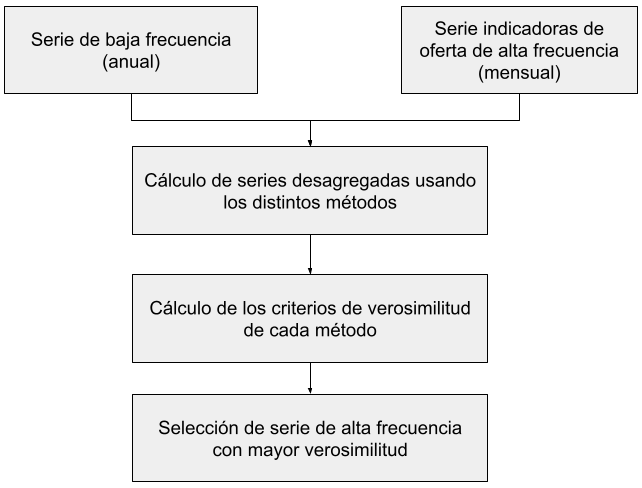 Serie de baja frecuencia
(anual)
Serie indicadoras de
oferta de alta frecuencia
(mensual)
Cálculo de series desagregadas usando
los distintos métodos
Cálculo de los criterios de verosimilitud
de cada método
Selección de serie de alta frecuencia
con mayor verosimilitud